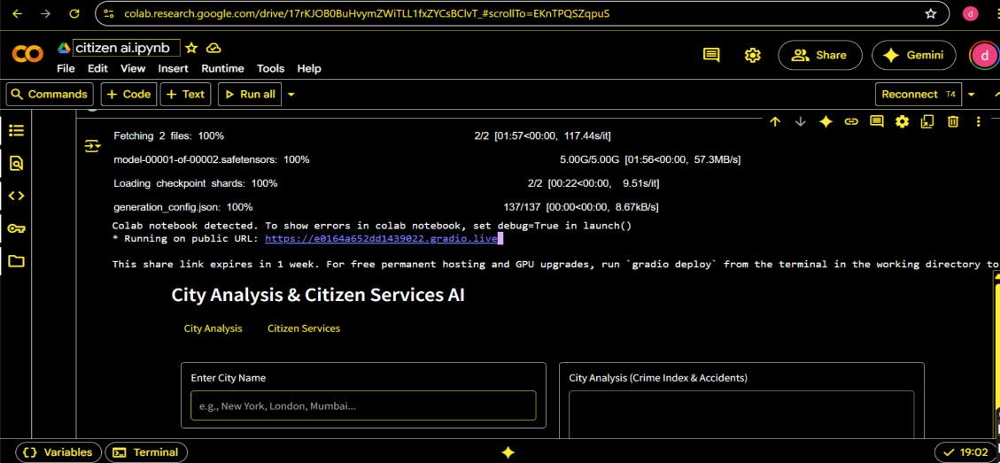 colab.research.google.com/drive/17rKJOB0BuHvymZWiTLL1fxZYCsBClvT_#scrollTo=EKnTPQSZqpuS
d
CO
citizen ai.ipynb
File Edit View Insert Runtime Tools Help
Share
Gemini
d
Commands + Code + Text Run all
Reconnect T4
Fetching 2 files: 100% 2/2 [01:57<00:00, 117.44s/it]
model-00001-of-00002.safetensors: 100% 5.00G/5.00G [01:56<00:00, 57.3MB/s]
Loading checkpoint shards: 100% 2/2 [00:22<00:00, 9.51s/it]
generation_config.json: 100% 137/137 [00:00<00:00, 8.67kB/s]
Colab notebook detected. To show errors in colab notebook, set debug=True in launch()
* Running on public URL: https://e0164a652dd1439022.gradio.live
This share link expires in 1 week. For free permanent hosting and GPU upgrades, run `gradio deploy` from the terminal in the working directory to
City Analysis & Citizen Services AI
City Analysis Citizen Services
Enter City Name
e.g., New York, London, Mumbai...
City Analysis (Crime Index & Accidents)
{} Variables Terminal
19:02